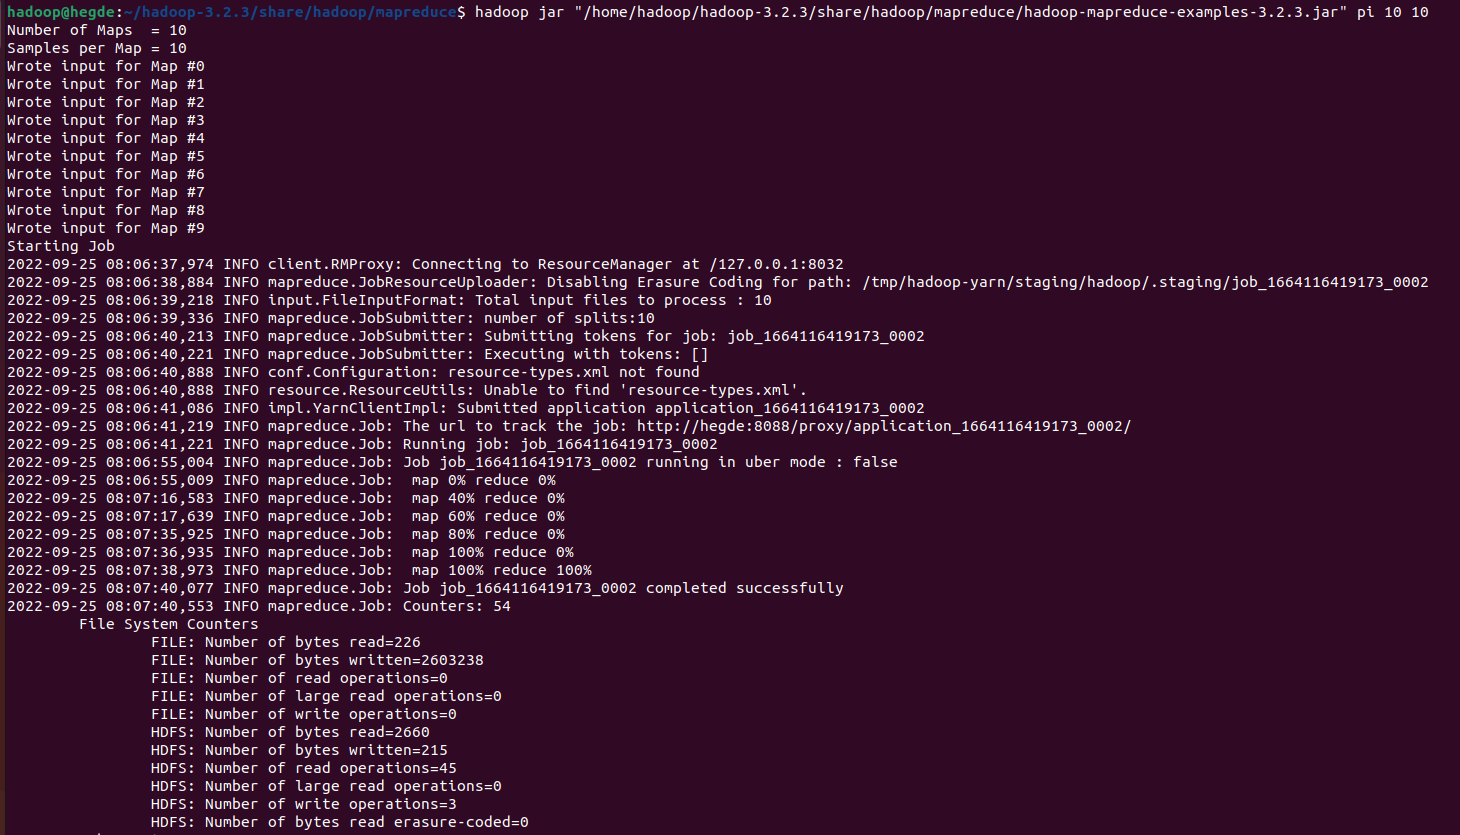 hadoop@hegde:~/hadoop-3.2.3/share/hadoop/mapreduce$ hadoop jar "/home/hadoop/hadoop-3.2.3/share/hadoop/mapreduce/hadoop-mapreduce-examples-3.2.3.jar" pi 10 10
Number of Maps  = 10
Samples per Map = 10
Wrote input for Map #0
Wrote input for Map #1
Wrote input for Map #2
Wrote input for Map #3
Wrote input for Map #4
Wrote input for Map #5
Wrote input for Map #6
Wrote input for Map #7
Wrote input for Map #8
Wrote input for Map #9
Starting Job
2022-09-25 08:06:37,974 INFO client.RMProxy: Connecting to ResourceManager at /127.0.0.1:8032
2022-09-25 08:06:38,884 INFO mapreduce.JobResourceUploader: Disabling Erasure Coding for path: /tmp/hadoop-yarn/staging/hadoop/.staging/job_1664116419173_0002
2022-09-25 08:06:39,218 INFO input.FileInputFormat: Total input files to process : 10
2022-09-25 08:06:39,336 INFO mapreduce.JobSubmitter: number of splits:10
2022-09-25 08:06:40,213 INFO mapreduce.JobSubmitter: Submitting tokens for job: job_1664116419173_0002
2022-09-25 08:06:40,221 INFO mapreduce.JobSubmitter: Executing with tokens: []
2022-09-25 08:06:40,888 INFO conf.Configuration: resource-types.xml not found
2022-09-25 08:06:40,888 INFO resource.ResourceUtils: Unable to find 'resource-types.xml'.
2022-09-25 08:06:41,086 INFO impl.YarnClientImpl: Submitted application application_1664116419173_0002
2022-09-25 08:06:41,219 INFO mapreduce.Job: The url to track the job: http://hegde:8088/proxy/application_1664116419173_0002/
2022-09-25 08:06:41,221 INFO mapreduce.Job: Running job: job_1664116419173_0002
2022-09-25 08:06:55,004 INFO mapreduce.Job: Job job_1664116419173_0002 running in uber mode : false
2022-09-25 08:06:55,009 INFO mapreduce.Job:  map 0% reduce 0%
2022-09-25 08:07:16,583 INFO mapreduce.Job:  map 40% reduce 0%
2022-09-25 08:07:17,639 INFO mapreduce.Job:  map 60% reduce 0%
2022-09-25 08:07:35,925 INFO mapreduce.Job:  map 80% reduce 0%
2022-09-25 08:07:36,935 INFO mapreduce.Job:  map 100% reduce 0%
2022-09-25 08:07:38,973 INFO mapreduce.Job:  map 100% reduce 100%
2022-09-25 08:07:40,077 INFO mapreduce.Job: Job job_1664116419173_0002 completed successfully
2022-09-25 08:07:40,553 INFO mapreduce.Job: Counters: 54
File System Counters
FILE: Number of bytes read=226
FILE: Number of bytes written=2603238
FILE: Number of read operations=0
FILE: Number of large read operations=0
FILE: Number of write operations=0
HDFS: Number of bytes read=2660
HDFS: Number of bytes written=215
HDFS: Number of read operations=45
HDFS: Number of large read operations=0
HDFS: Number of write operations=3
HDFS: Number of bytes read erasure-coded=0